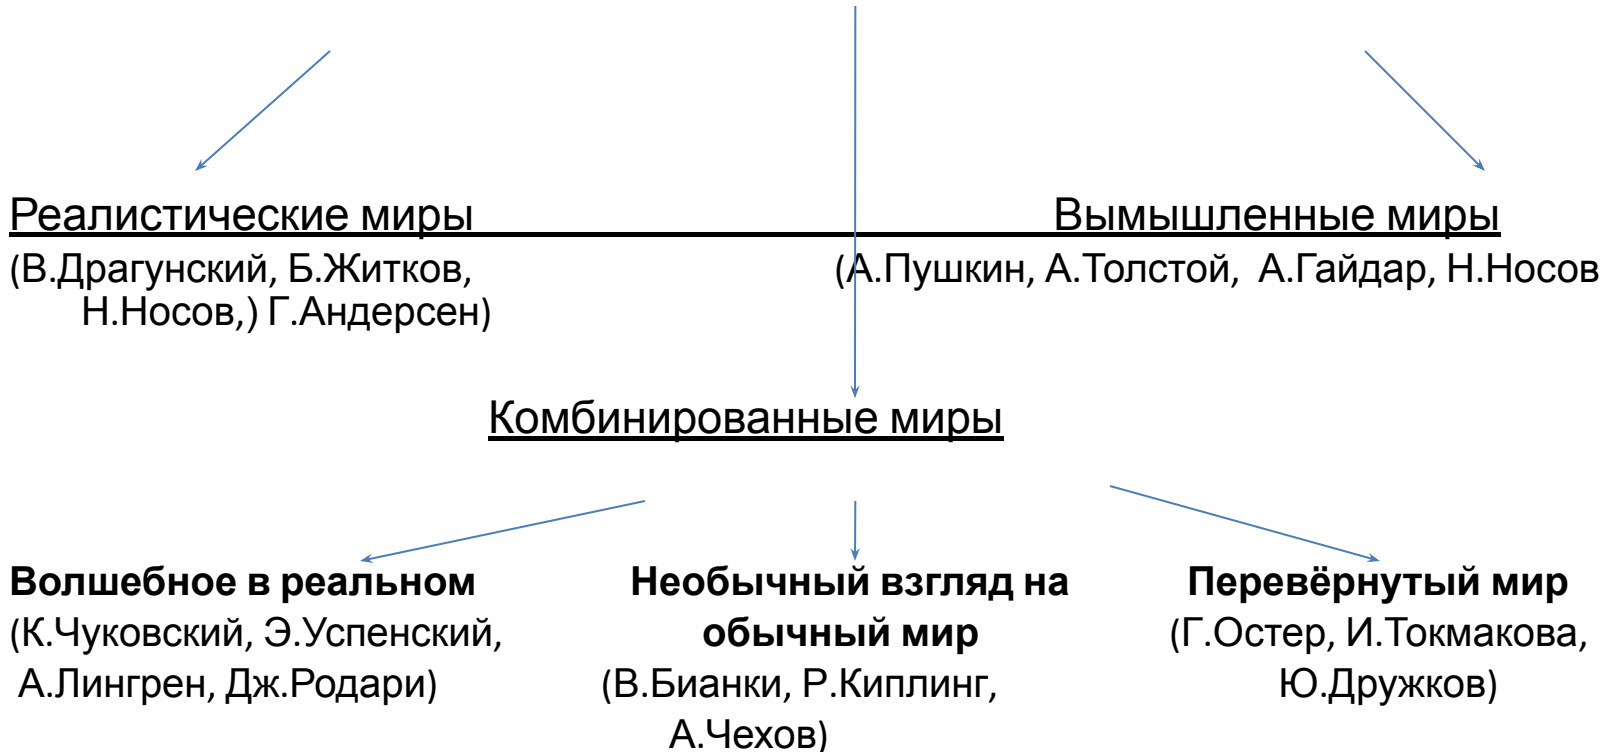 Реалистические миры Вымышленные миры
(В.Драгунский, Б.Житков, (А.Пушкин, А.Толстой, А.Гайдар, Н.Носов
Н.Носов,) Г.Андерсен)
Комбинированные миры
Волшебное в реальном
(К.Чуковский, Э.Успенский,
А.Лингрен, Дж.Родари)
Необычный взгляд на
обычный мир
(В.Бианки, Р.Киплинг,
А.Чехов)
Перевёрнутый мир
(Г.Остер, И.Токмакова,
Ю.Дружков)